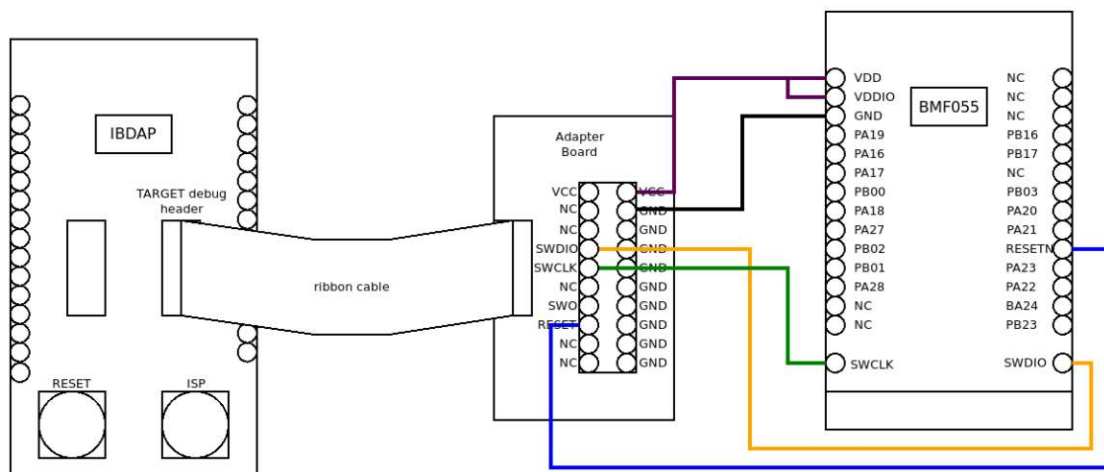 IBDAP
TARGET debug
header
ribbon cable
RESET
ISP
Adapter
Board
VCC
NC
NC
SWDIO
SWCLK
NC
SWO
RESET
NC
NC
VCC
GND
GND
GND
GND
GND
GND
GND
GND
GND
BMF055
VDD
VDDIO
GND
PA19
PA16
PA17
PB00
PA18
PA27
PB02
PB01
PA28
NC
NC
SWCLK
NC
NC
NC
PB16
PB17
NC
PB03
PA20
PA21
RESETN
PA23
PA22
BA24
PB23
SWDIO